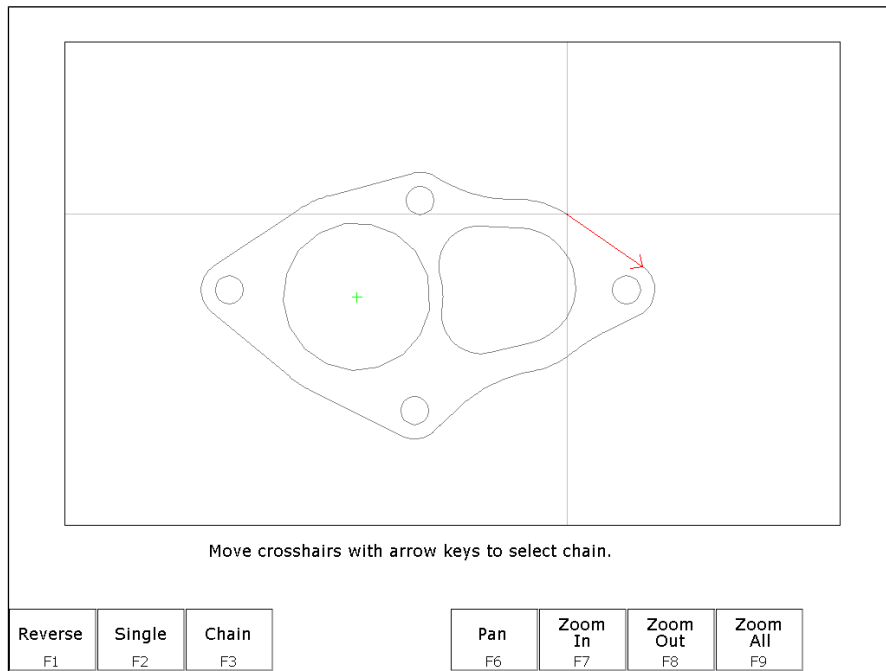 Move crosshairs with arrow keys to select chain.
Reverse
F1
Single
F2
Chain
F3
Pan
F6
Zoom
In
F7
Zoom
Out
F8
Zoom
All
F9